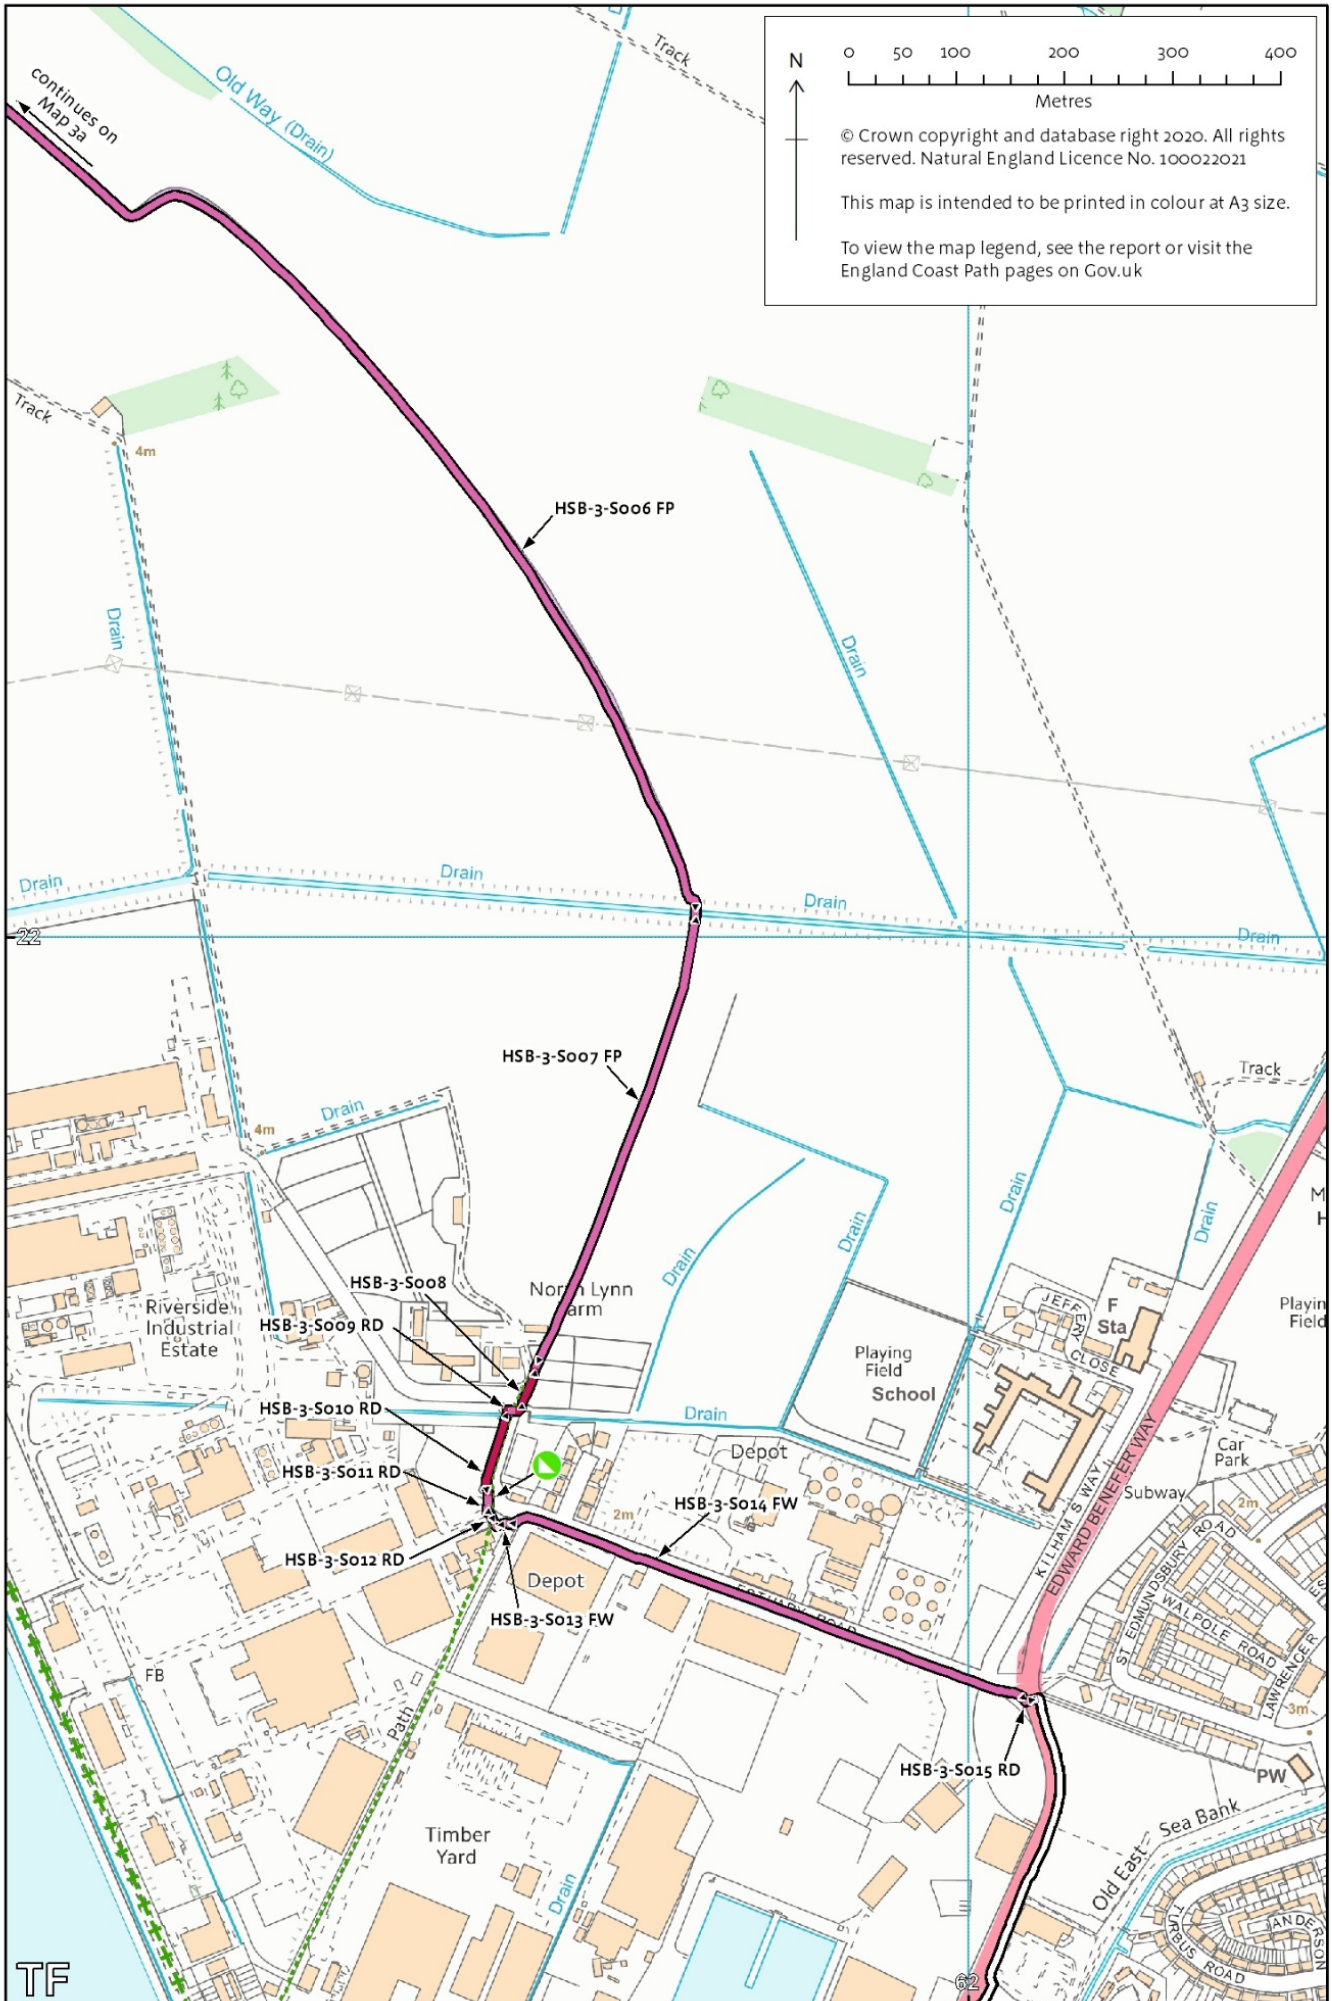 continues on
Map 3a
Old Way (Drain)
Track
N
0 50 100 200 300 400
Metres
© Crown copyright and database right 2020. All rights
reserved. Natural England Licence No. 100022021
This map is intended to be printed in colour at A3 size.
To view the map legend, see the report or visit the
England Coast Path pages on Gov.uk
Track
4m
HSB-3-S006 FP
Drain
Drain
Drain
Drain
Drain
Drain
22
HSB-3-S007 FP
Track
Drain
4m
Drain
Drain
Drain
Drain
HSB-3-S008
North Lynn
arm
HSB-3-S009 RD
Riverside
Industrial
Estate
JEFFERY CLOSE
F
Sta
Playin
Field
Playing
Field
School
HSB-3-S010 RD
Drain
Depot
Car
Park
HSB-3-S011 RD
Subway
2m
HSB-3-S014 FW
2m
KILHAM'S WAY
EDWARD BENEFER WAY
ST EDMUNDSBURY ROAD
HSB-3-S012 RD
Depot
ESTUARY ROAD
WALPOLE ROAD
HSB-3-S013 FW
LAWRENCE R
FB
Path
3m
HSB-3-S015 RD
PW
Timber
Yard
Sea Bank
Old East
Drain
TURBUS ROAD
ANDERSON
TF
62